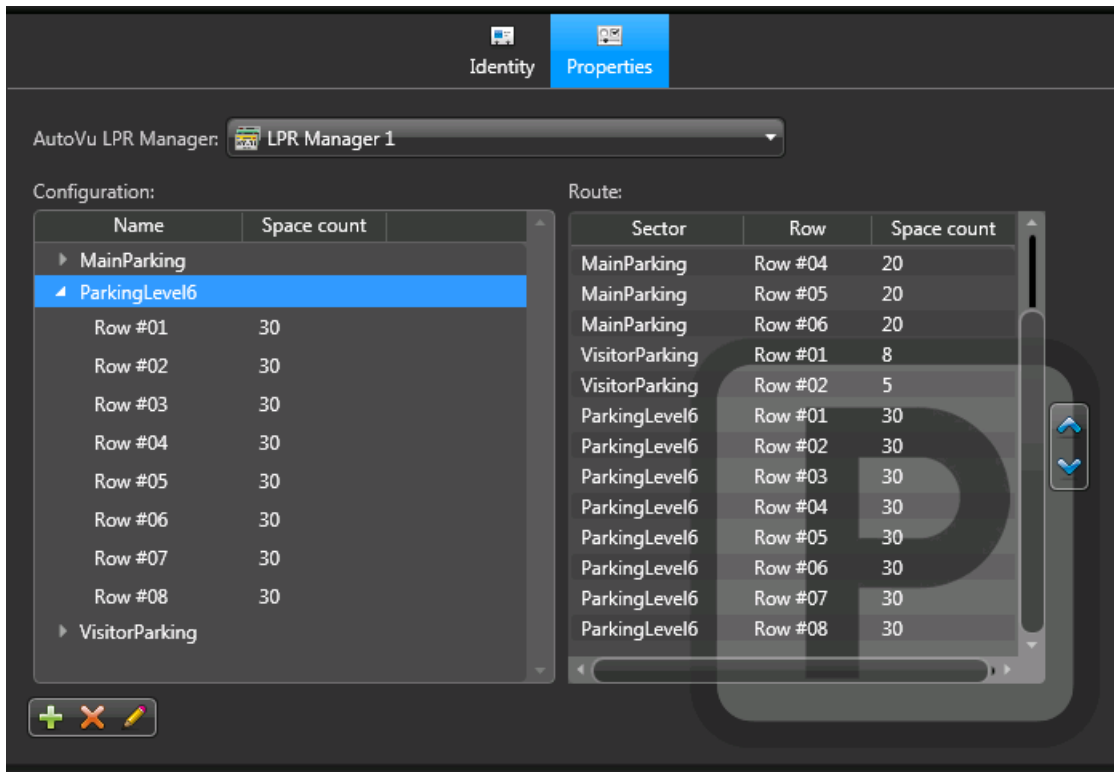 Identity Properties
AutoVu LPR Manager: LPR Manager 1
Configuration:
Name Space count
MainParking
ParkingLevel6
Row #01 30
Row #02 30
Row #03 30
Row #04 30
Row #05 30
Row #06 30
Row #07 30
Row #08 30
VisitorParking
Route:
Sector Row Space count
MainParking Row #04 20
MainParking Row #05 20
MainParking Row #06 20
VisitorParking Row #01 8
VisitorParking Row #02 5
ParkingLevel6 Row #01 30
ParkingLevel6 Row #02 30
ParkingLevel6 Row #03 30
ParkingLevel6 Row #04 30
ParkingLevel6 Row #05 30
ParkingLevel6 Row #06 30
ParkingLevel6 Row #07 30
ParkingLevel6 Row #08 30
P